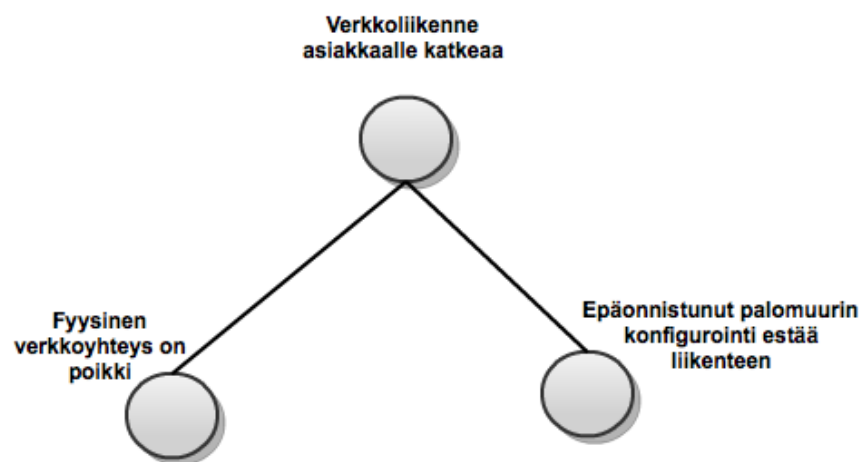 Verkkoliikenne
asiakkaalle katkeaa
Fyysinen
verkkoyhteys on
poikki
Epäonnistunut palomuurin
konfigurointi estää
liikenteen